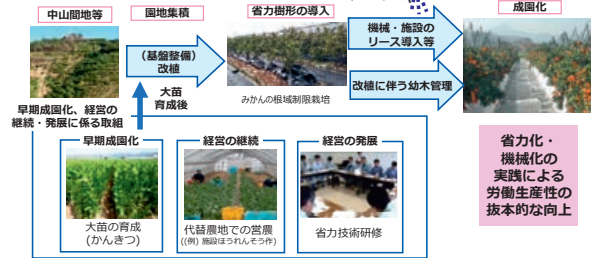 中山間地等
園地集積
省力樹形の導入
成園化
(基盤整備)
改植
機械・施設の
リース導入等
改植に伴う幼木管理
大苗
育成後
みかんの根域制限栽培
早期成園化、経営の
継続・発展に係る取組
早期成園化
経営の継続
経営の発展
大苗の育成
(かんきつ)
代替農地での営農
((例) 施設ほうれんそう作)
省力技術研修
省力化・
機械化の
実践による
労働生産性の
抜本的な向上